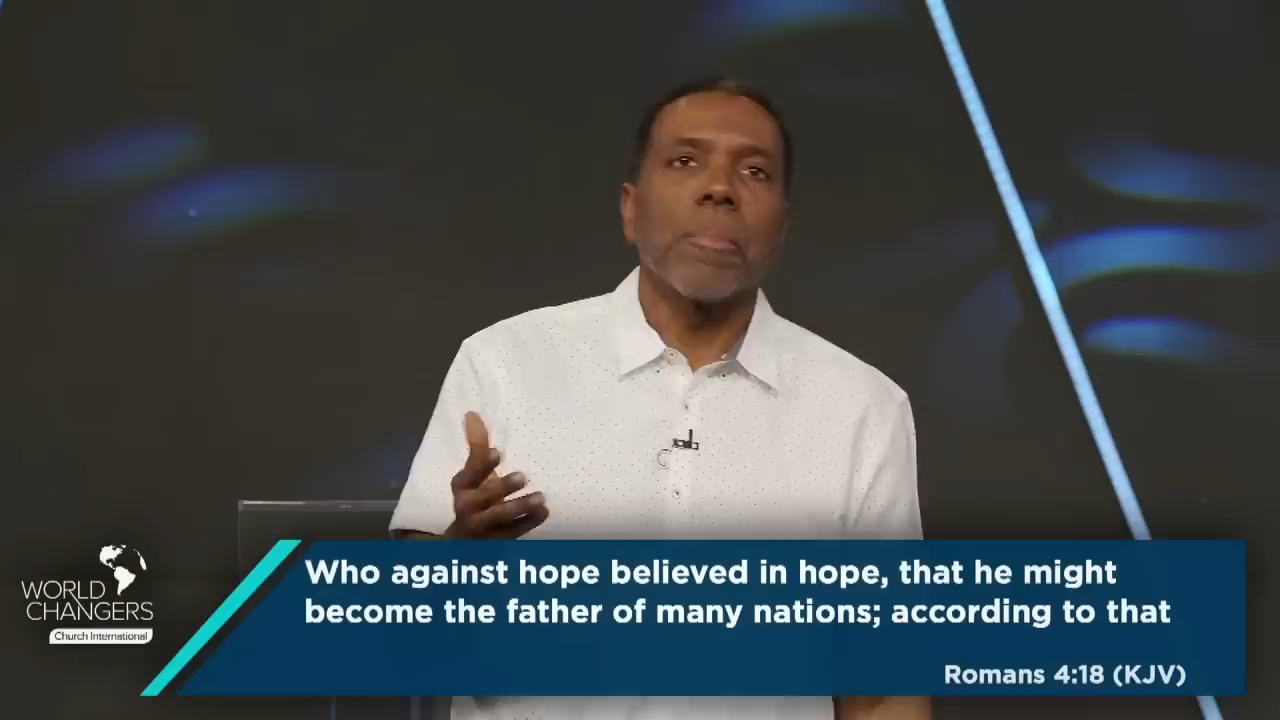 WORLD
CHANGERS
Church International
Who against hope believed in hope, that he might
become the father of many nations; according to that
Romans 4:18 (KJV)